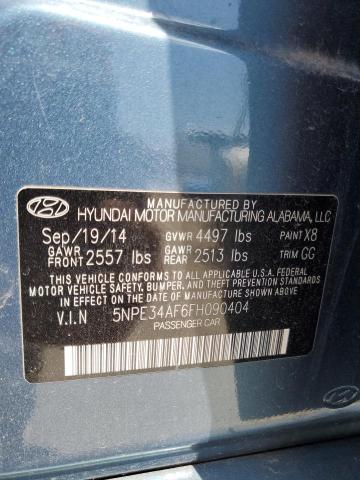 MANUFACTURED BY
HYUNDAI MOTOR MANUFACTURING ALABAMA, LLC
Sep/19/14 GVWR 4497 lbs PAINT X8
GAWR FRONT 2557 lbs GAWR REAR 2513 lbs TRIM GG
THIS VEHICLE CONFORMS TO ALL APPLICABLE U.S.A. FEDERAL
MOTOR VEHICLE SAFETY, BUMPER, AND THEFT PREVENTION STANDARDS
IN EFFECT ON THE DATE OF MANUFACTURE SHOWN ABOVE.
V.I.N 5NPE34AF6FH090404
PASSENGER CAR